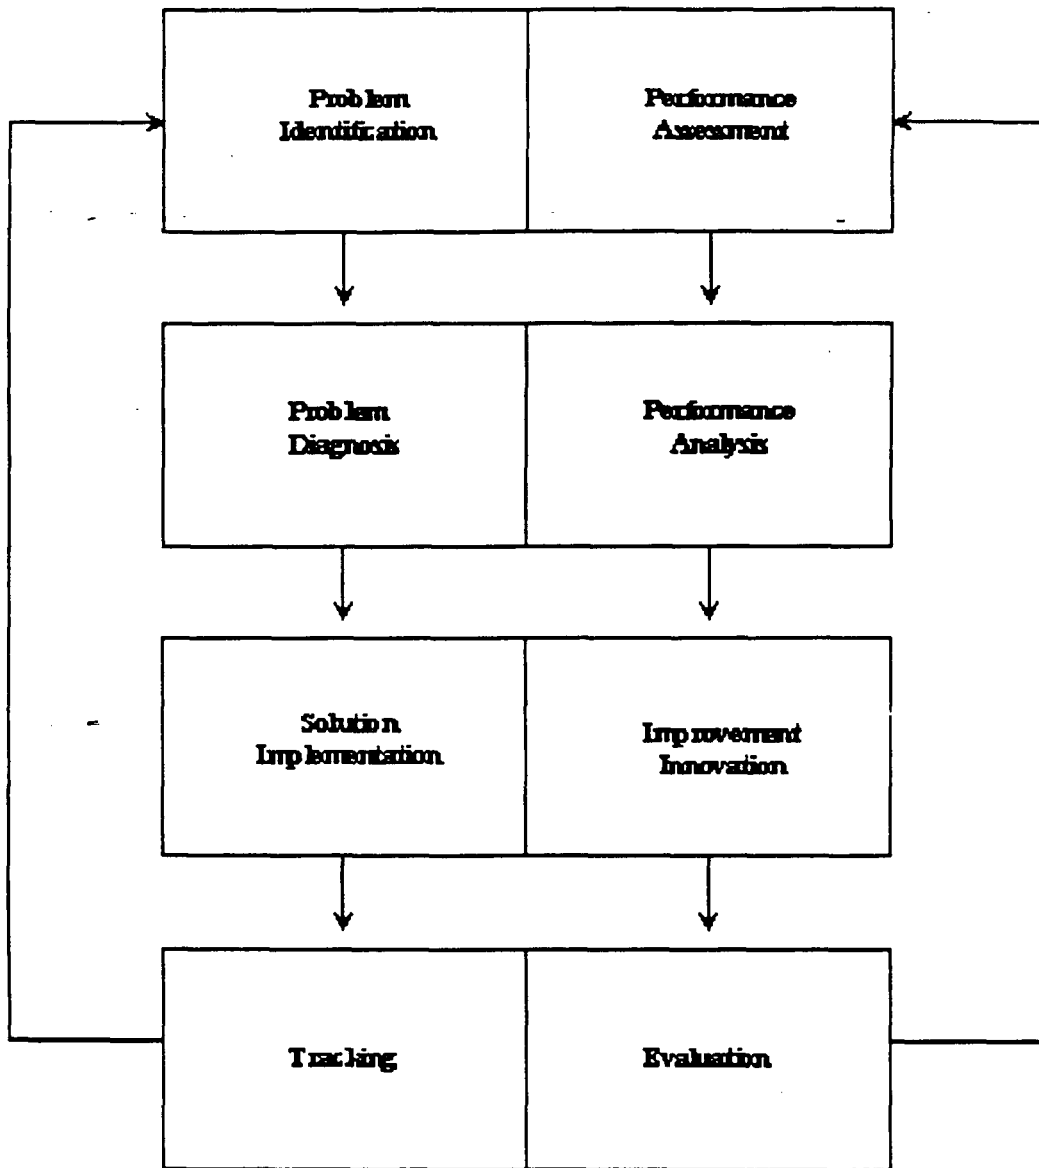 Problem
Identification
Performance
Assessment
Problem
Diagnosis
Performance
Analysis
Solution
Implementation
Improvement
Innovation
Tracking
Evaluation